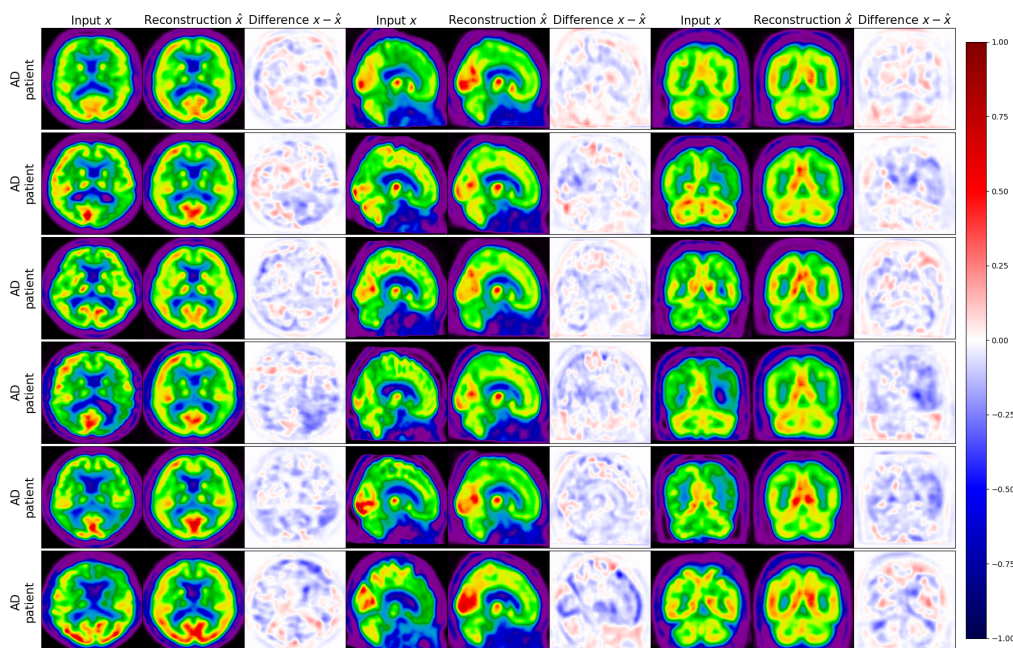 Input x Reconstruction x̂ Difference x − x̂ Input x Reconstruction x̂ Difference x − x̂ Input x Reconstruction x̂ Difference x − x̂
AD
patient
AD
patient
AD
patient
AD
patient
AD
patient
AD
patient
1.00
0.75
0.50
0.25
0.00
−0.25
−0.50
−0.75
−1.00